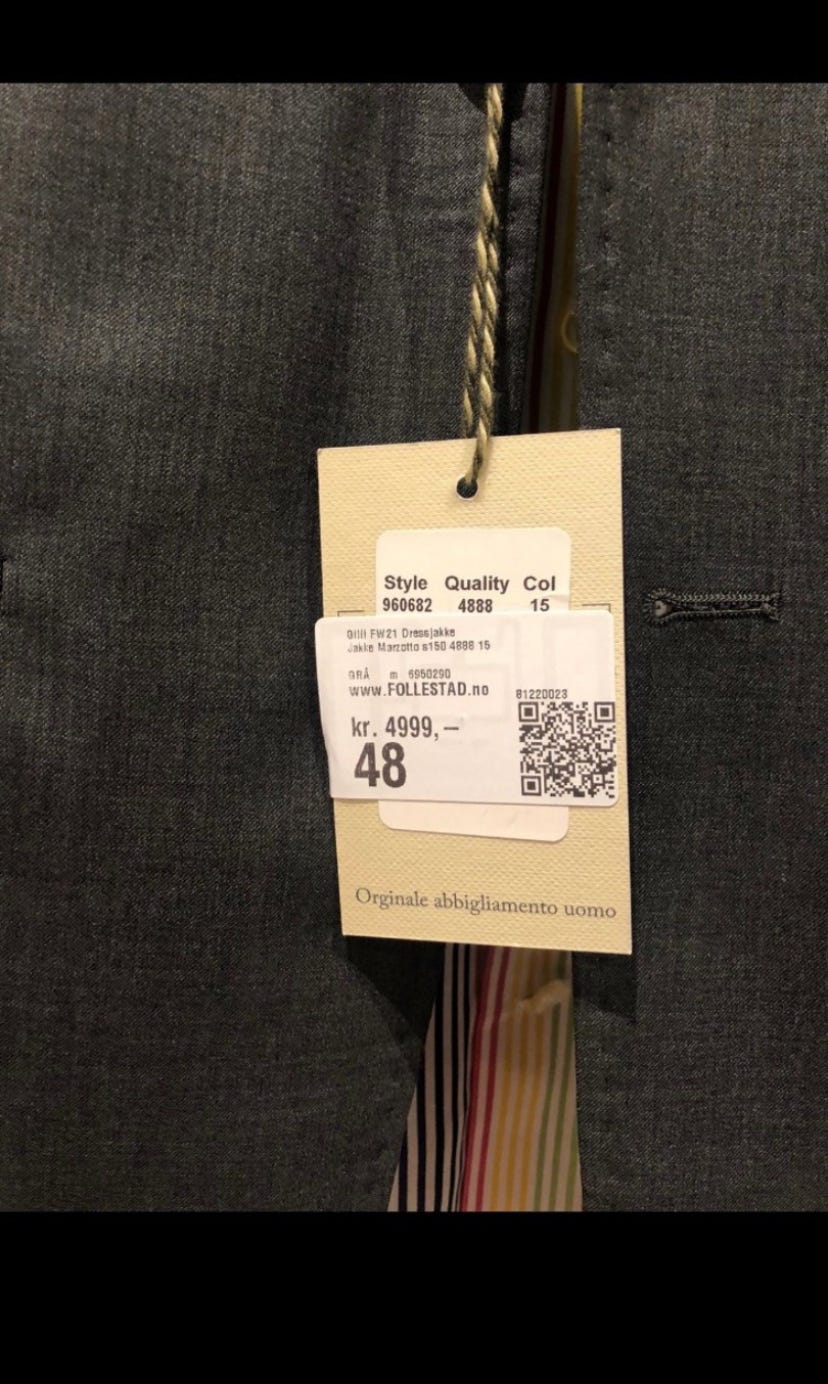 Style Quality Col
960682 4888 15
Gilli FW21 Dressjakke
Jakke Marzotto s150 4888 15
GRÅ m 6950290
www.FOLLESTAD.no 81220023
kr. 4999,–
48
Orginale abbigliamento uomo